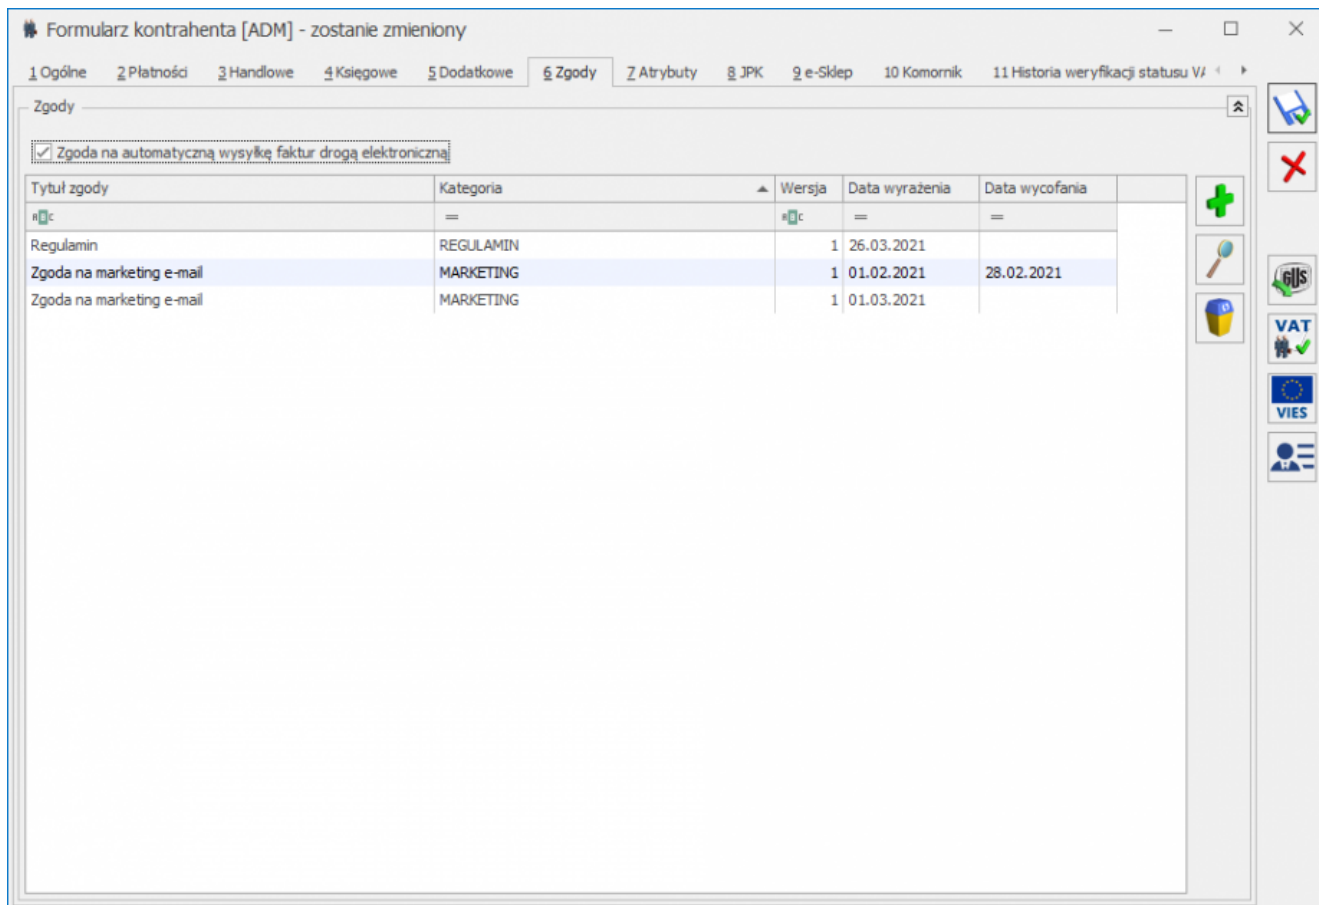 Formularz kontrahenta [ADM] - zostanie zmieniony
1 Ogólne 2 Płatności 3 Handlowe 4 Księgowe 5 Dodatkowe 6 Zgody 7 Atrybuty 8 JPK 9 e-Sklep 10 Komornik 11 Historia weryfikacji statusu VA
Zgody
Zgoda na automatyczną wysyłkę faktur drogą elektroniczną
Tytuł zgody Kategoria Wersja Data wyrażenia Data wycofania
Regulamin REGULAMIN 1 26.03.2021
Zgoda na marketing e-mail MARKETING 1 01.02.2021 28.02.2021
Zgoda na marketing e-mail MARKETING 1 01.03.2021
GUS
VAT
VIES